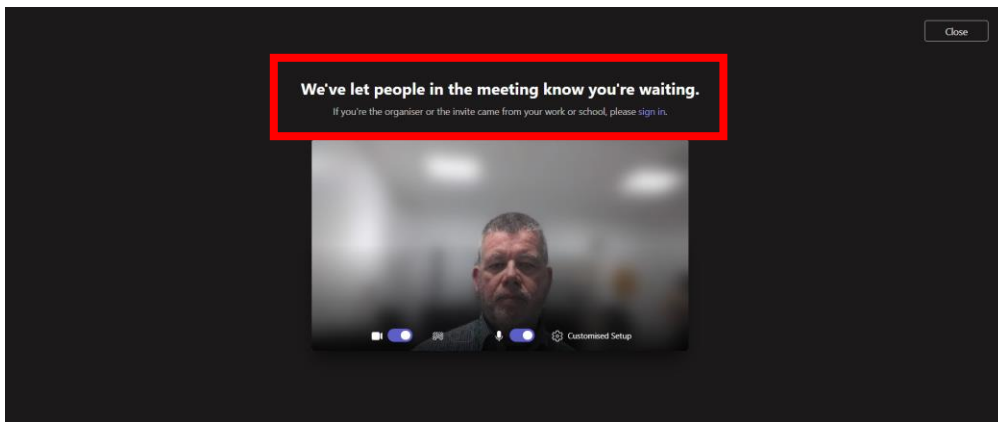 Close
We've let people in the meeting know you're waiting.
If you're the organiser or the invite came from your work or school, please sign in.
Customised Setup